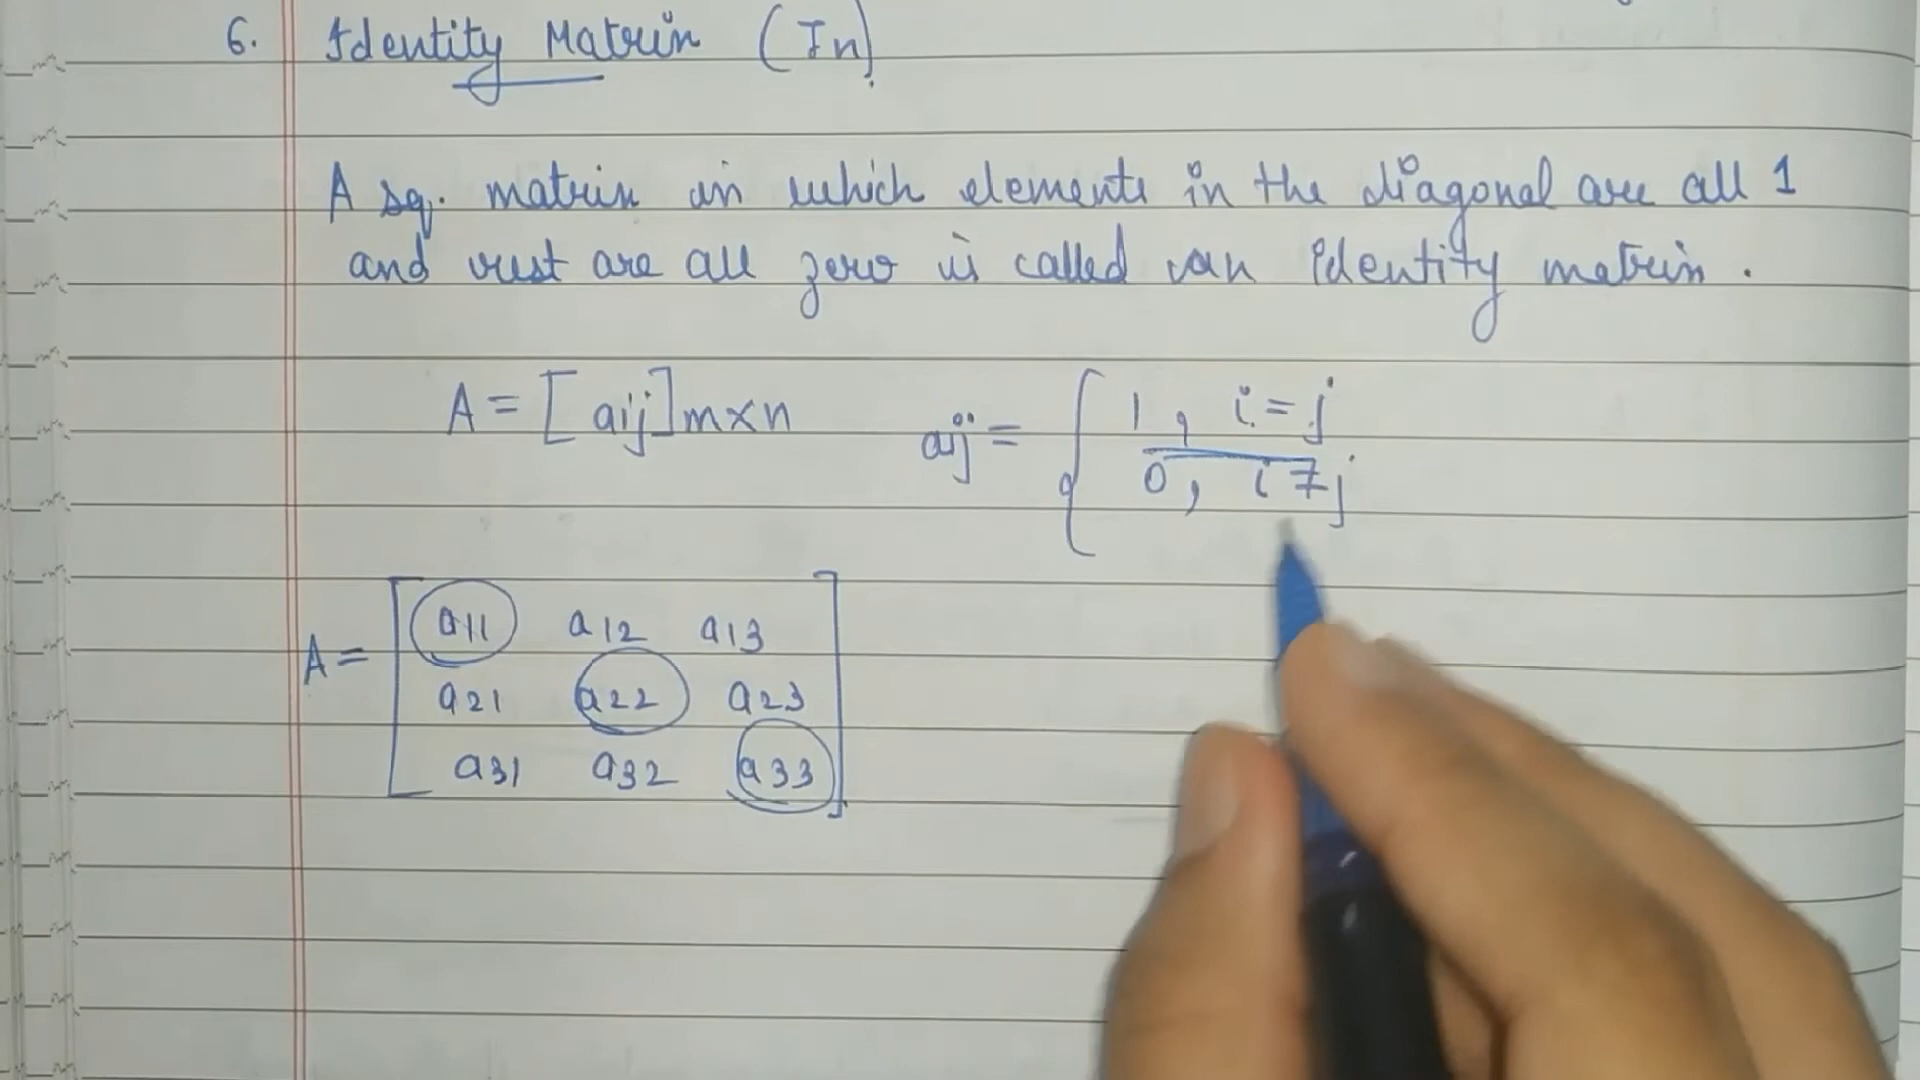 6. Identity Matrix (In)
A sq. matrix in which elements in the diagonal are all 1
and rest are all zero is called an identity matrix.
A = [aij]m×n
aij = { 1, i = j
0, i ≠ j
A = [ a11 a12 a13
a21 a22 a23
a31 a32 a33 ]